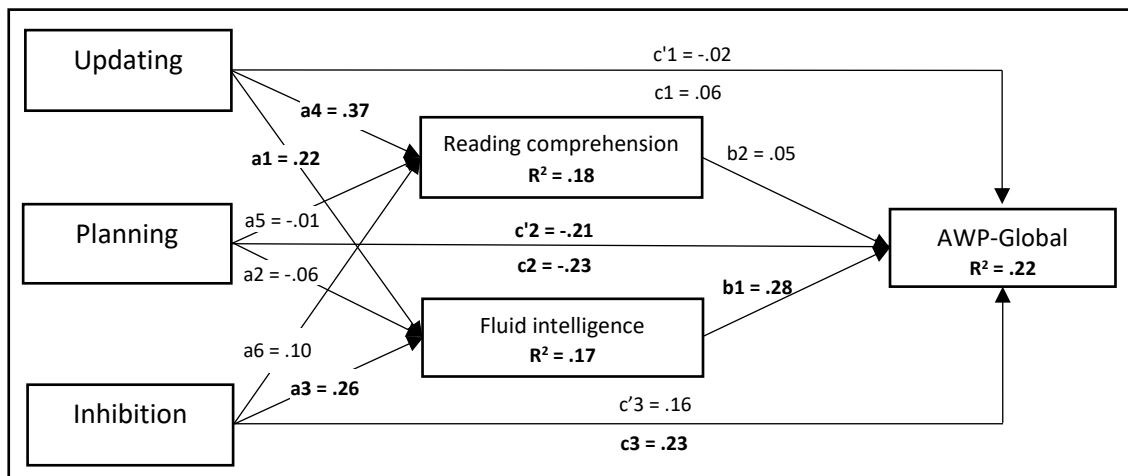 Updating
c'1 = -.02
c1 = .06
a4 = .37
Reading comprehension
R² = .18
a1 = .22
b2 = .05
a5 = -.01
Planning
c'2 = -.21
c2 = -.23
AWP-Global
R² = .22
a2 = -.06
b1 = .28
Fluid intelligence
R² = .17
a6 = .10
a3 = .26
Inhibition
c’3 = .16
c3 = .23